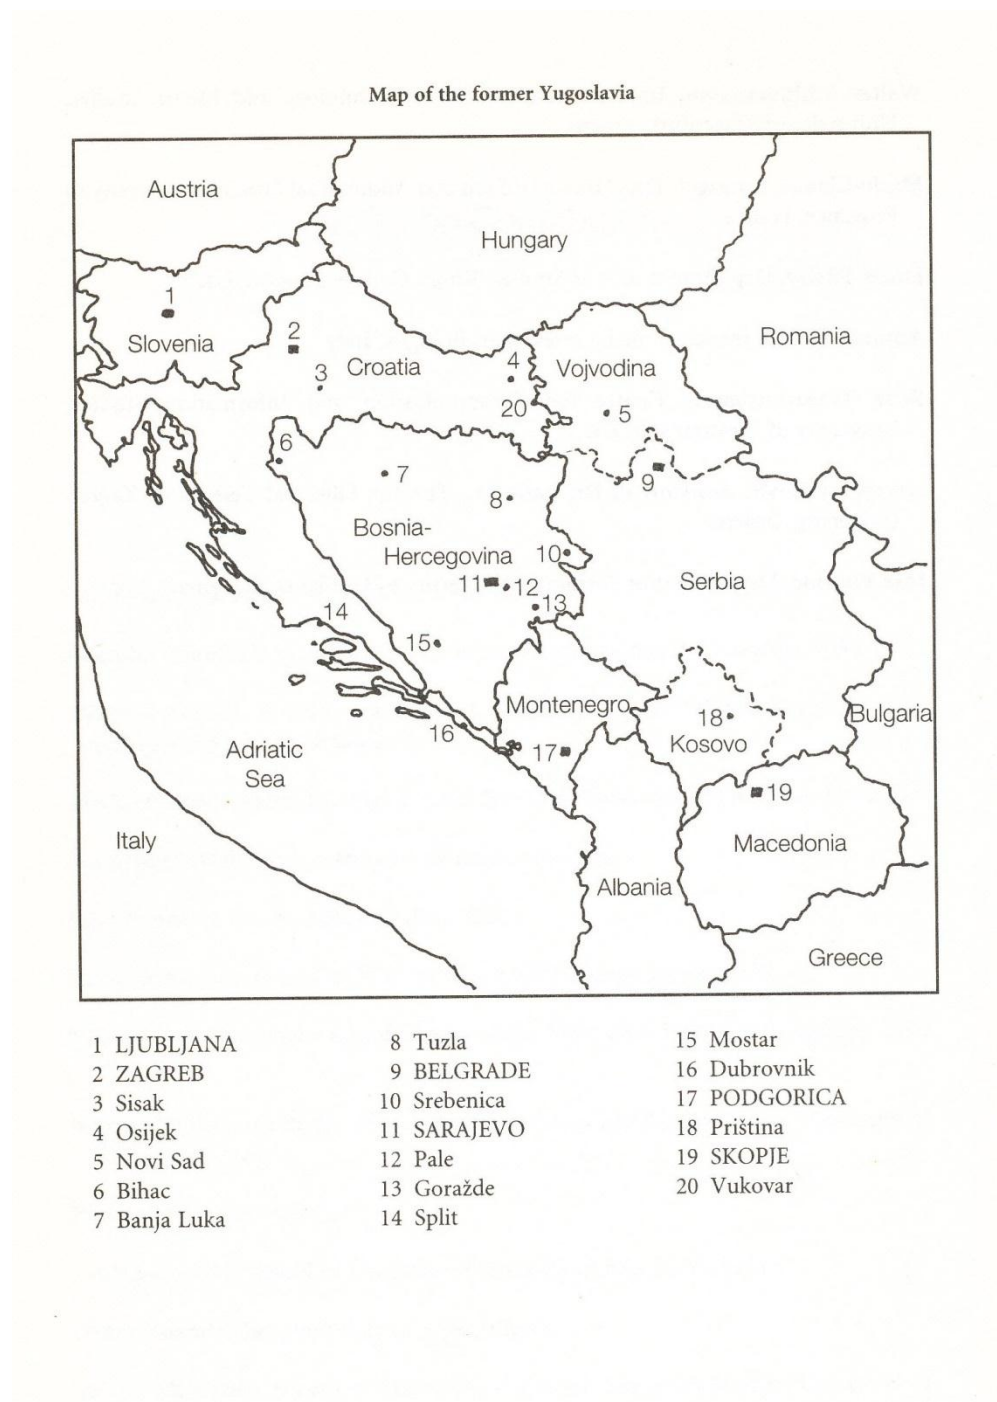 Map of the former Yugoslavia
Austria
Hungary
1
Slovenia
2
Romania
3
Croatia
4
Vojvodina
20
5
6
7
9
8
Bosnia-
Hercegovina
10
11
12
Serbia
13
14
15
Montenegro
18
Bulgaria
16
17
Kosovo
Adriatic
Sea
19
Italy
Macedonia
Albania
Greece
1 LJUBLJANA
2 ZAGREB
3 Sisak
4 Osijek
5 Novi Sad
6 Bihac
7 Banja Luka
8 Tuzla
9 BELGRADE
10 Srebenica
11 SARAJEVO
12 Pale
13 Goražde
14 Split
15 Mostar
16 Dubrovnik
17 PODGORICA
18 Priština
19 SKOPJE
20 Vukovar